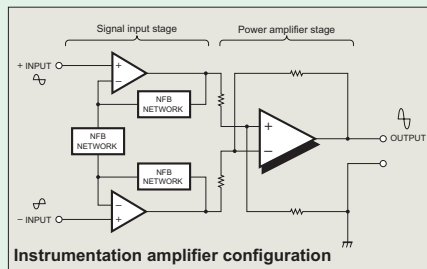 Signal input stage
Power amplifier stage
+ INPUT
+
−
NFB
NETWORK
NFB
NETWORK
NFB
NETWORK
−
+
− INPUT
+
−
OUTPUT
Instrumentation amplifier configuration